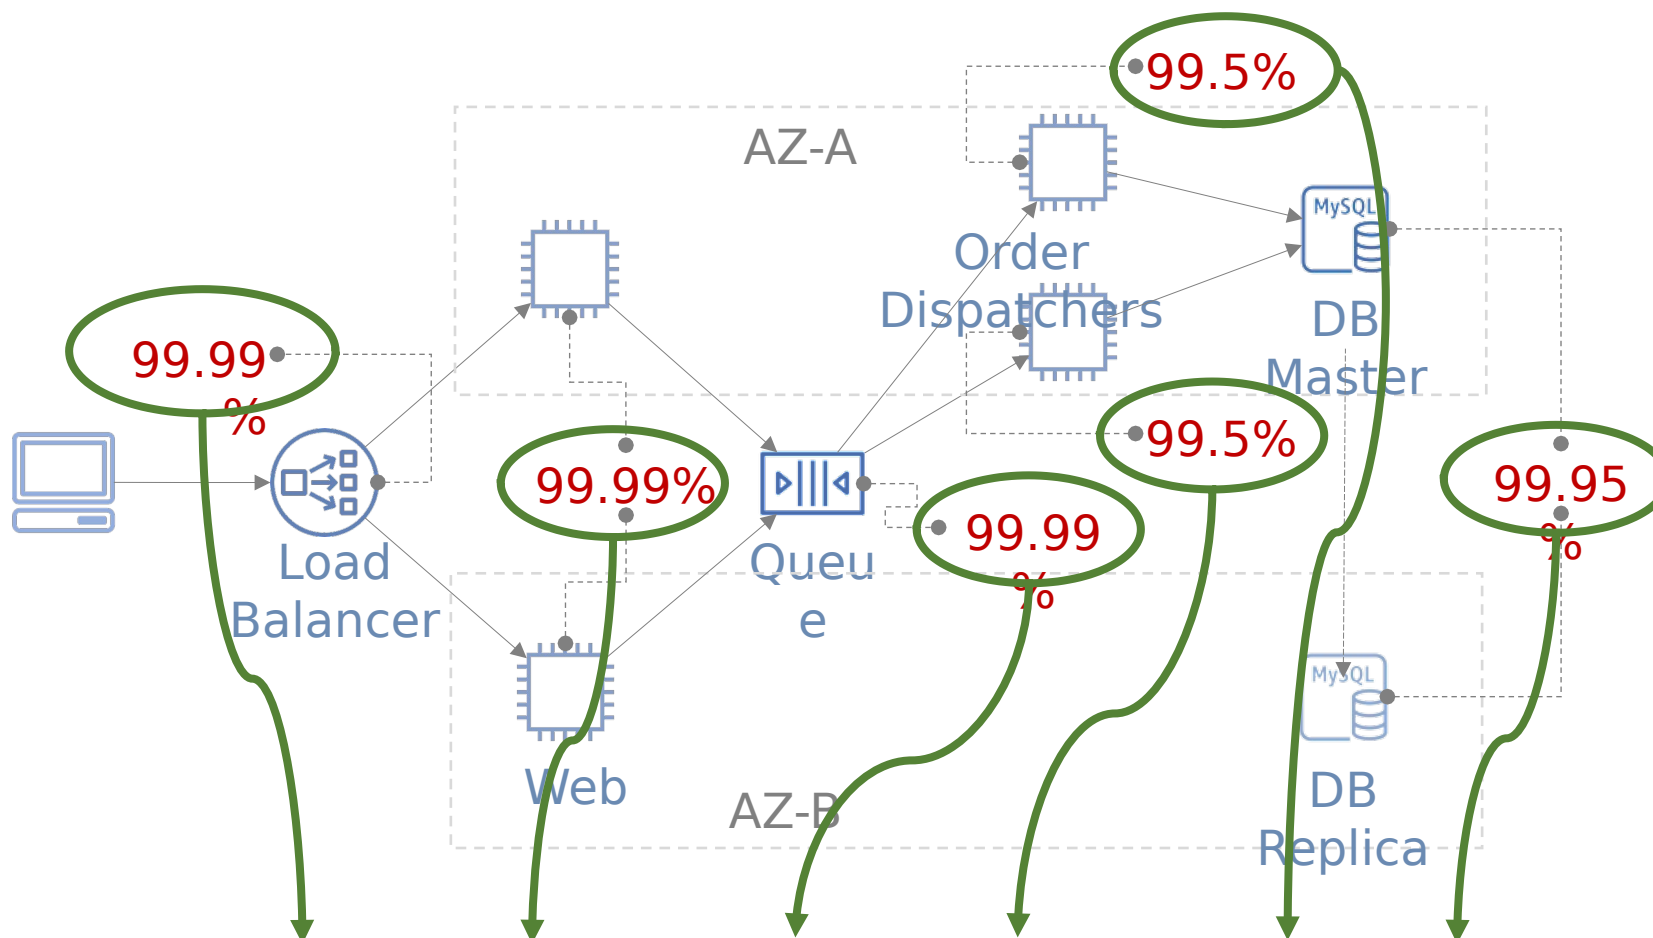 99.5%
AZ-A
MySQL
Order
Dispatchers
DB
Master
99.99
%
99.5%
99.99%
99.95
%
99.99
%
Load
Balancer
Queu
e
MySQL
Web
AZ-B
DB
Replica